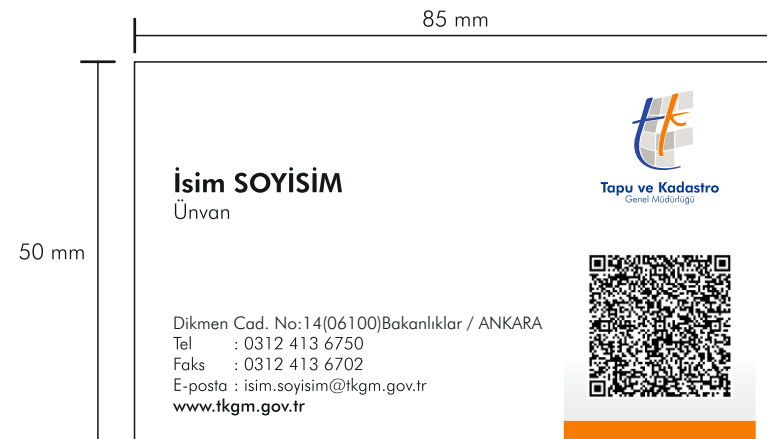 85 mm
50 mm
tk
Tapu ve Kadastro
Genel Müdürlüğü
İsim SOYİSİM
Ünvan
Dikmen Cad. No:14(06100)Bakanlıklar / ANKARA
Tel : 0312 413 6750
Faks : 0312 413 6702
E-posta : isim.soyisim@tkgm.gov.tr
www.tkgm.gov.tr